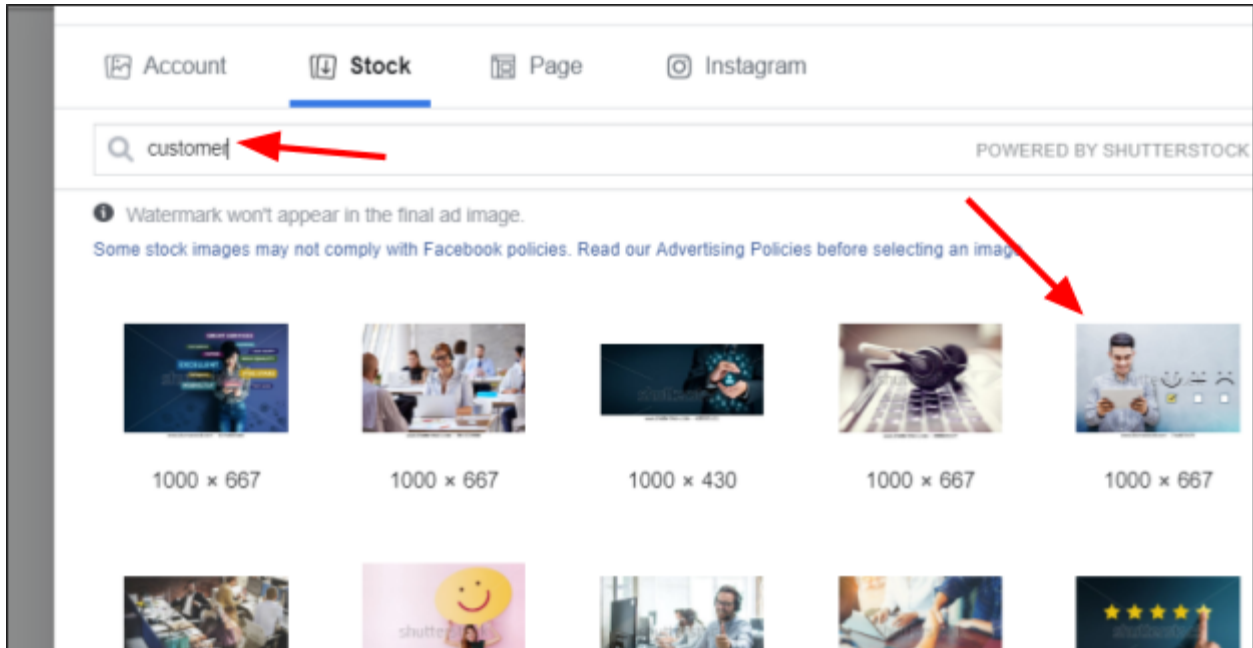 Account Stock Page Instagram
customer POWERED BY SHUTTERSTOCK
Watermark won't appear in the final ad image.
Some stock images may not comply with Facebook policies. Read our Advertising Policies before selecting an image
EXCELLENT
1000 × 667 1000 × 667 1000 × 430 1000 × 667 1000 × 667